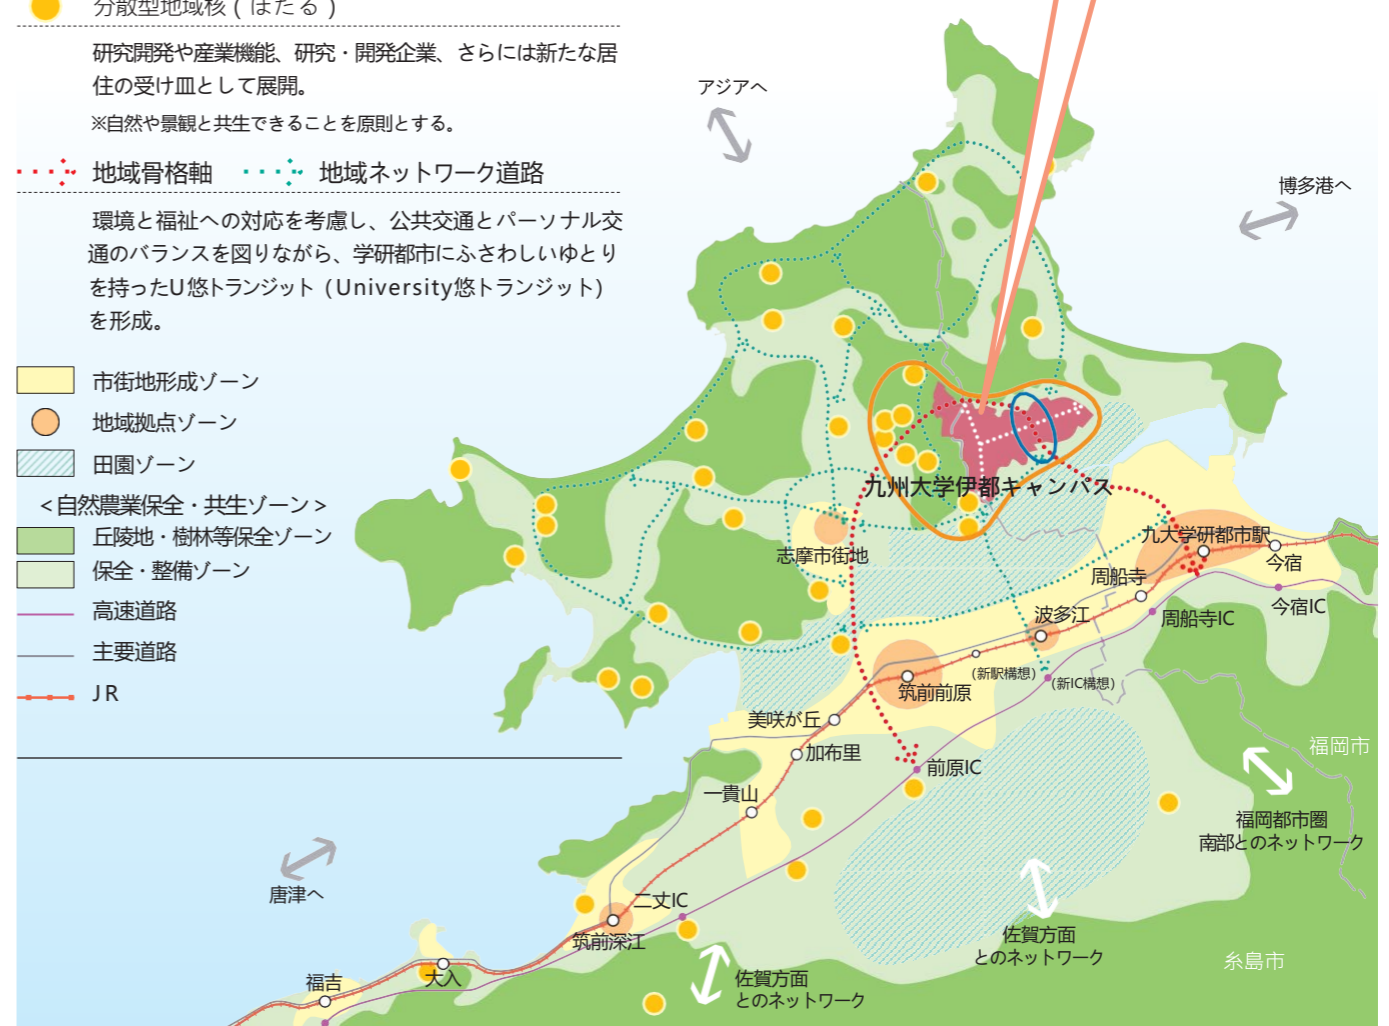 分散型地域核(ほたる)
研究開発や産業機能、研究・開発企業、さらには新たな居
住の受け皿として展開。
※自然や景観と共生できることを原則とする。
地域骨格軸
地域ネットワーク道路
環境と福祉への対応を考慮し、公共交通とパーソナル交
通のバランスを図りながら、学研都市にふさわしいゆとり
を持ったU悠トランジット(University悠トランジット)
を形成。
市街地形成ゾーン
地域拠点ゾーン
田園ゾーン
<自然農業保全・共生ゾーン>
丘陵地・樹林等保全ゾーン
保全・整備ゾーン
高速道路
主要道路
JR
アジアへ
博多港へ
九州大学伊都キャンパス
志摩市街地
九大学研都市駅
今宿
周船寺
今宿IC
周船寺IC
波多江
(新駅構想)
(新IC構想)
筑前前原
美咲が丘
加布里
前原IC
一貴山
福岡市
福岡都市圏
南部とのネットワーク
唐津へ
二丈IC
筑前深江
佐賀方面
とのネットワーク
糸島市
大入
福吉
佐賀方面
とのネットワーク